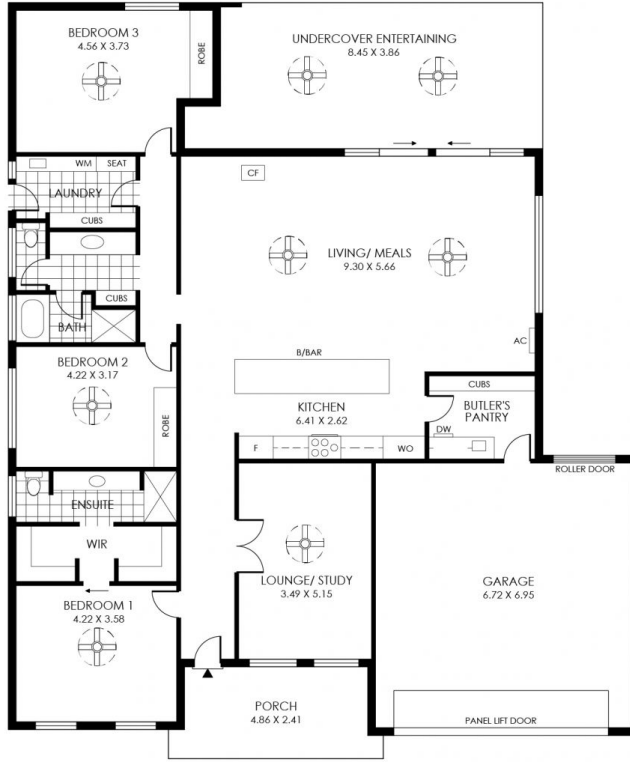 BEDROOM 3
4.56 X 3.73
ROBE
UNDERCOVER ENTERTAINING
8.45 X 3.86
WM
SEAT
LAUNDRY
CUBS
CF
LIVING/ MEALS
9.30 X 5.66
CUBS
BATH
AC
B/BAR
BEDROOM 2
4.22 X 3.17
ROBE
KITCHEN
6.41 X 2.62
CUBS
BUTLER'S
PANTRY
DW
F
WO
ROLLER DOOR
ENSUITE
WIR
LOUNGE/ STUDY
3.49 X 5.15
GARAGE
6.72 X 6.95
BEDROOM 1
4.22 X 3.58
PORCH
4.86 X 2.41
PANEL LIFT DOOR